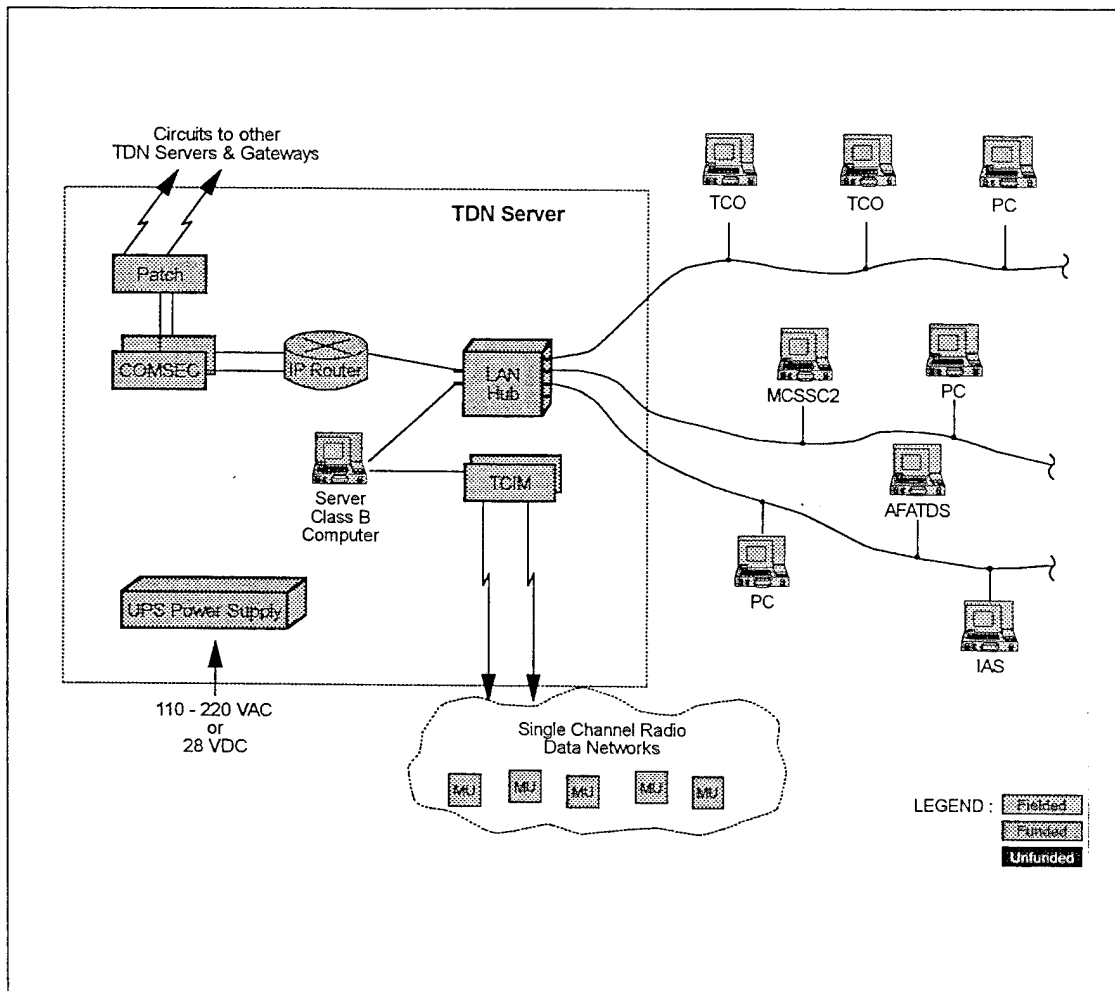 Circuits to other
TDN Servers & Gateways
TDN Server
Patch
COMSEC
IP Router
LAN
Hub
Server
Class B
Computer
TCIM
UPS Power Supply
110 - 220 VAC
or
28 VDC
TCO
TCO
PC
MCSSC2
PC
PC
AFATDS
IAS
Single Channel Radio
Data Networks
MU
MU
MU
MU
MU
LEGEND :
Fielded
Funded
Unfunded